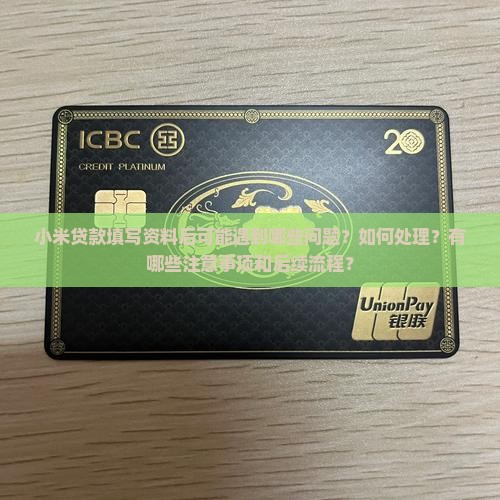 ICBC
20
CREDIT PLATINUM
小米贷款填写资料后可能遇到哪些问题？如何处理？有
哪些注意事项和后续流程？
UnionPay
银联